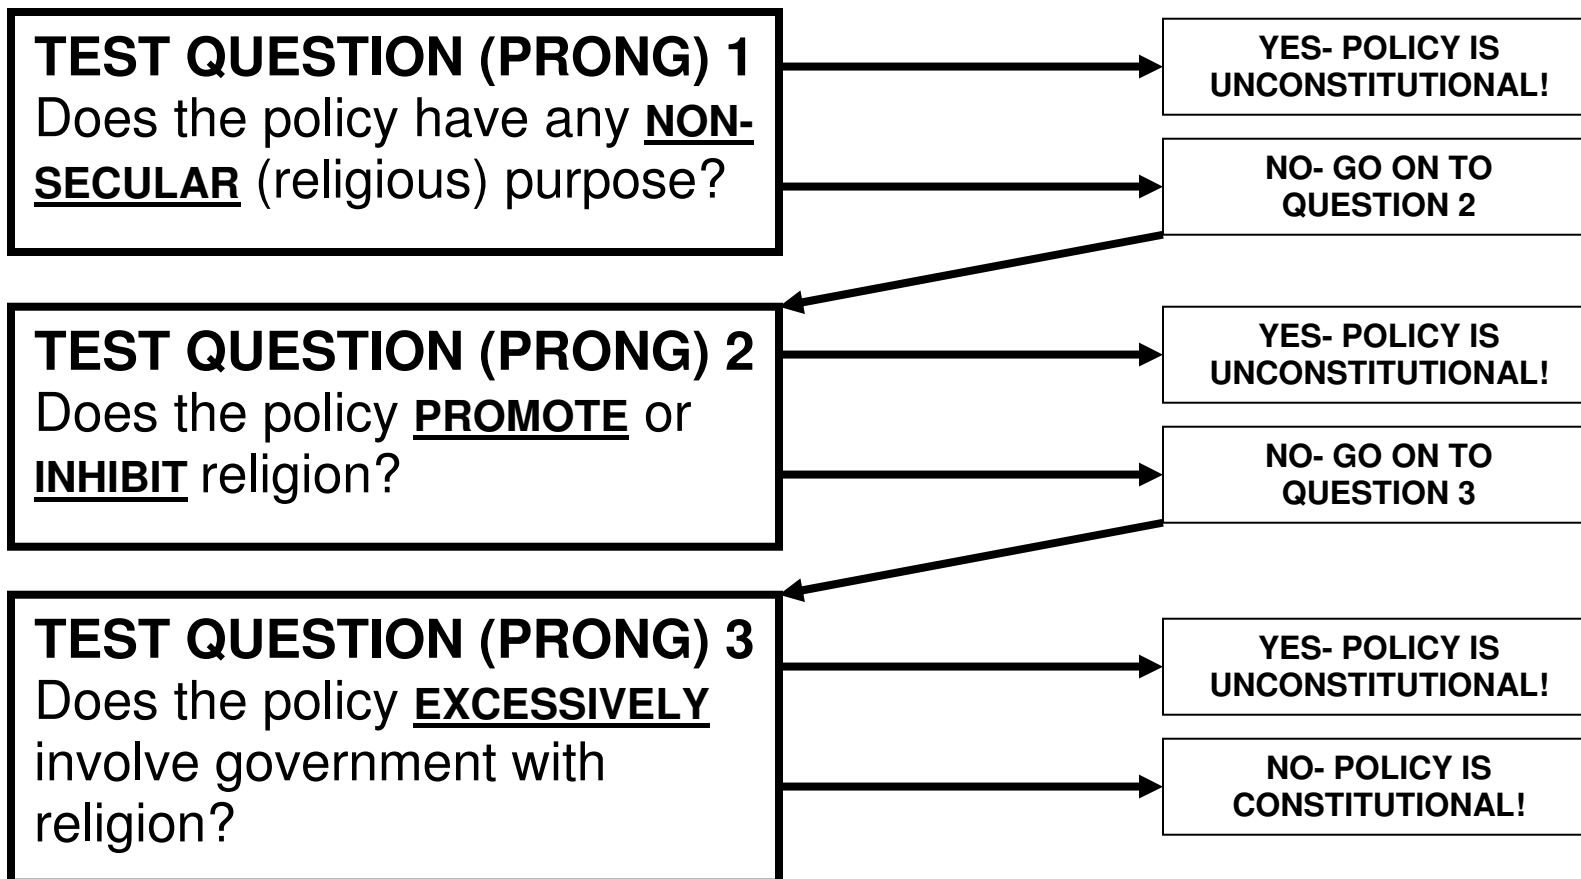 TEST QUESTION (PRONG) 1
Does the policy have any NON-
SECULAR (religious) purpose?
YES- POLICY IS
UNCONSTITUTIONAL!
NO- GO ON TO
QUESTION 2
TEST QUESTION (PRONG) 2
Does the policy PROMOTE or
INHIBIT religion?
YES- POLICY IS
UNCONSTITUTIONAL!
NO- GO ON TO
QUESTION 3
TEST QUESTION (PRONG) 3
Does the policy EXCESSIVELY
involve government with
religion?
YES- POLICY IS
UNCONSTITUTIONAL!
NO- POLICY IS
CONSTITUTIONAL!